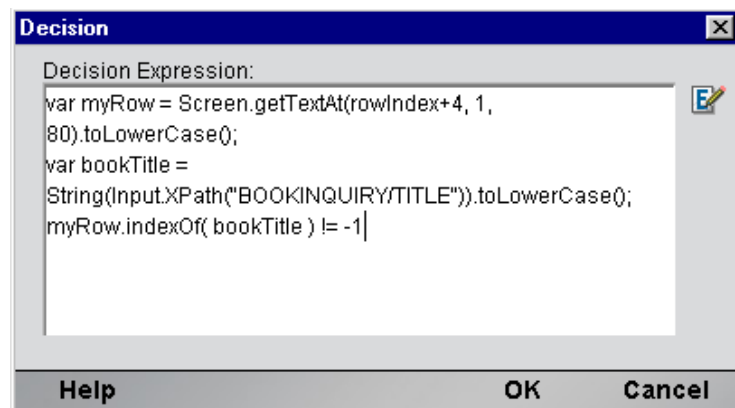 Decision
Decision Expression:
var myRow = Screen.getTextAt(rowIndex+4, 1,
80).toLowerCase();
var bookTitle =
String(Input.XPath("BOOKINQUIRY/TITLE")).toLowerCase();
myRow.indexOf( bookTitle ) != -1
E
Help OK Cancel